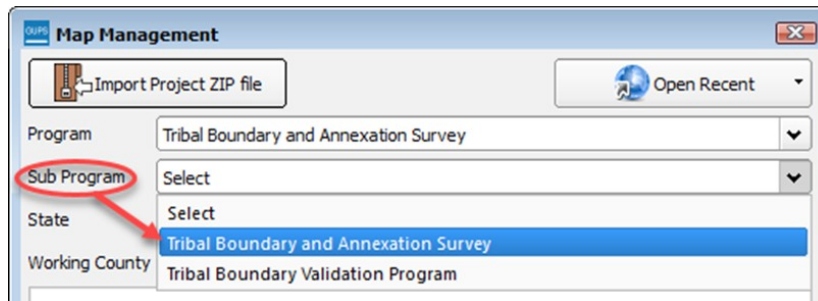 GUPS Map Management
Import Project ZIP file Open Recent
Program Tribal Boundary and Annexation Survey
Sub Program Select
State Select
Tribal Boundary and Annexation Survey
Working County Tribal Boundary Validation Program